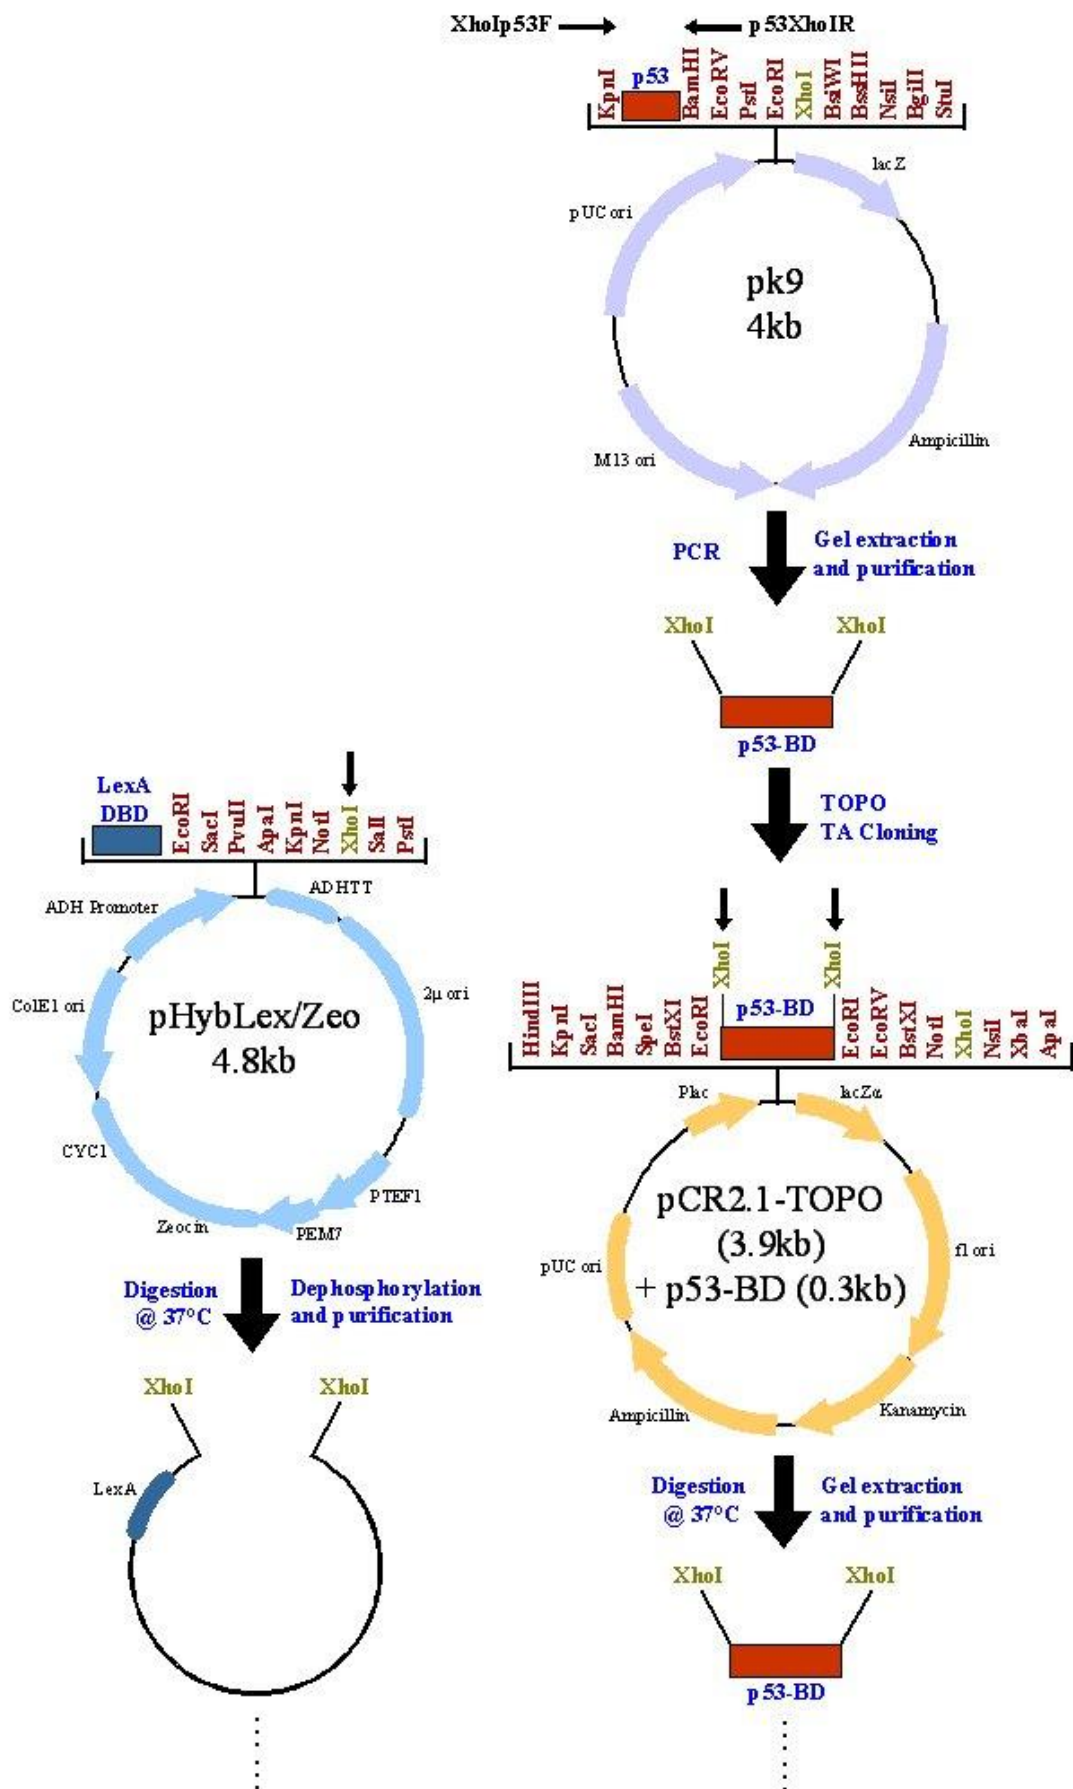 XhoIp53F
p53XhoIR
KpnI
p53
BamHI
EcoRV
PstI
EcoRI
XhoI
BsiWI
BssHII
NsiI
BglII
StuI
lacZ
pUC ori
pk9
4kb
M13 ori
Ampicillin
PCR
Gel extraction
and purification
XhoI
XhoI
p53-BD
TOPO
TA Cloning
LexA
DBD
EcoRI
SacI
PvuII
ApaI
KpnI
NotI
XhoI
SalI
PstI
ADH Promoter
ADHTT
ColE1 ori
2µ ori
pHybLex/Zeo
4.8kb
CYC1
Zeocin
PEM7
PTEF1
Digestion
@ 37°C
Dephosphorylation
and purification
XhoI
XhoI
LexA
HindIII
KpnI
SacI
BamHI
SpeI
BstXI
EcoRI
XhoI
p53-BD
XhoI
EcoRI
EcoRV
BstXI
NotI
XhoI
NsiI
XbaI
ApaI
Plac
lacZα
pCR2.1-TOPO
(3.9kb)
+ p53-BD (0.3kb)
pUC ori
f1 ori
Ampicillin
Kanamycin
Digestion
@ 37°C
Gel extraction
and purification
XhoI
XhoI
p53-BD